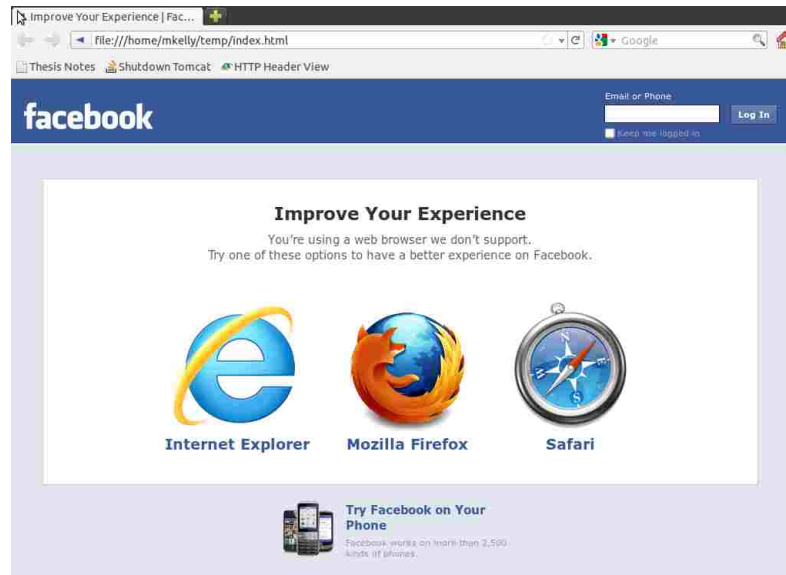 Improve Your Experience | Fac...
file:///home/mkelly/temp/index.html
Google
Thesis Notes Shutdown Tomcat HTTP Header View
facebook
Email or Phone
Log In
Keep me logged in
Improve Your Experience
You're using a web browser we don't support.
Try one of these options to have a better experience on Facebook.
Internet Explorer Mozilla Firefox Safari
Try Facebook on Your
Phone
Facebook works on more than 2,500
kinds of phones.